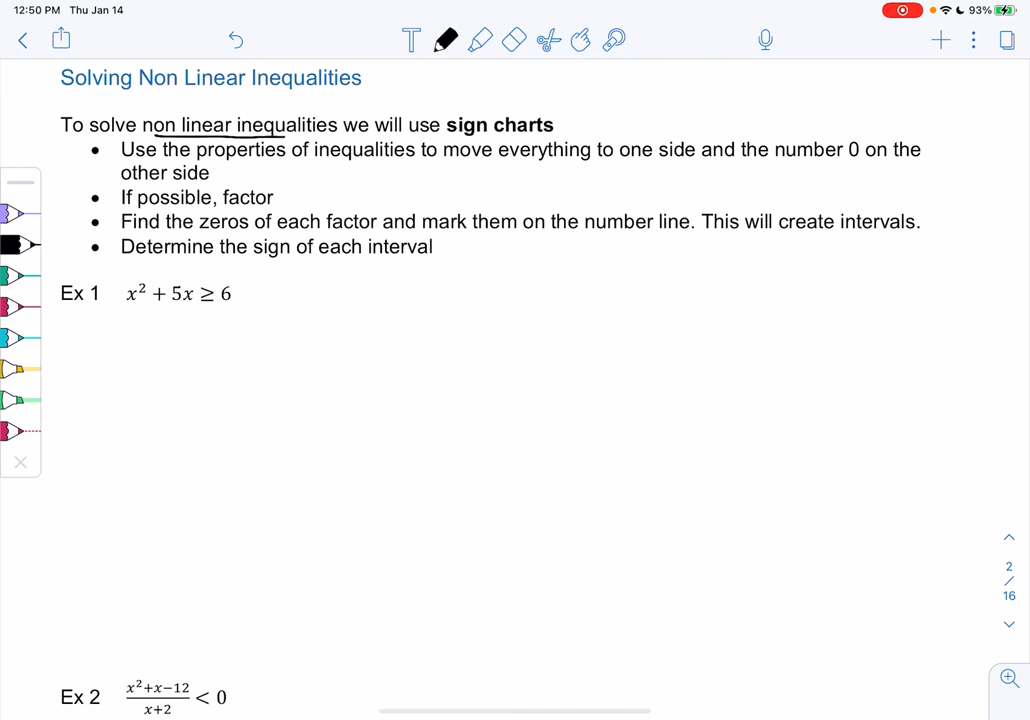 12:50 PM Thu Jan 14
93%
T
Solving Non Linear Inequalities
To solve non linear inequalities we will use sign charts
• Use the properties of inequalities to move everything to one side and the number 0 on the
other side
• If possible, factor
• Find the zeros of each factor and mark them on the number line. This will create intervals.
• Determine the sign of each interval
Ex 1 x² + 5x ≥ 6
2
/
16
Ex 2 x²+x−12 / x+2 < 0